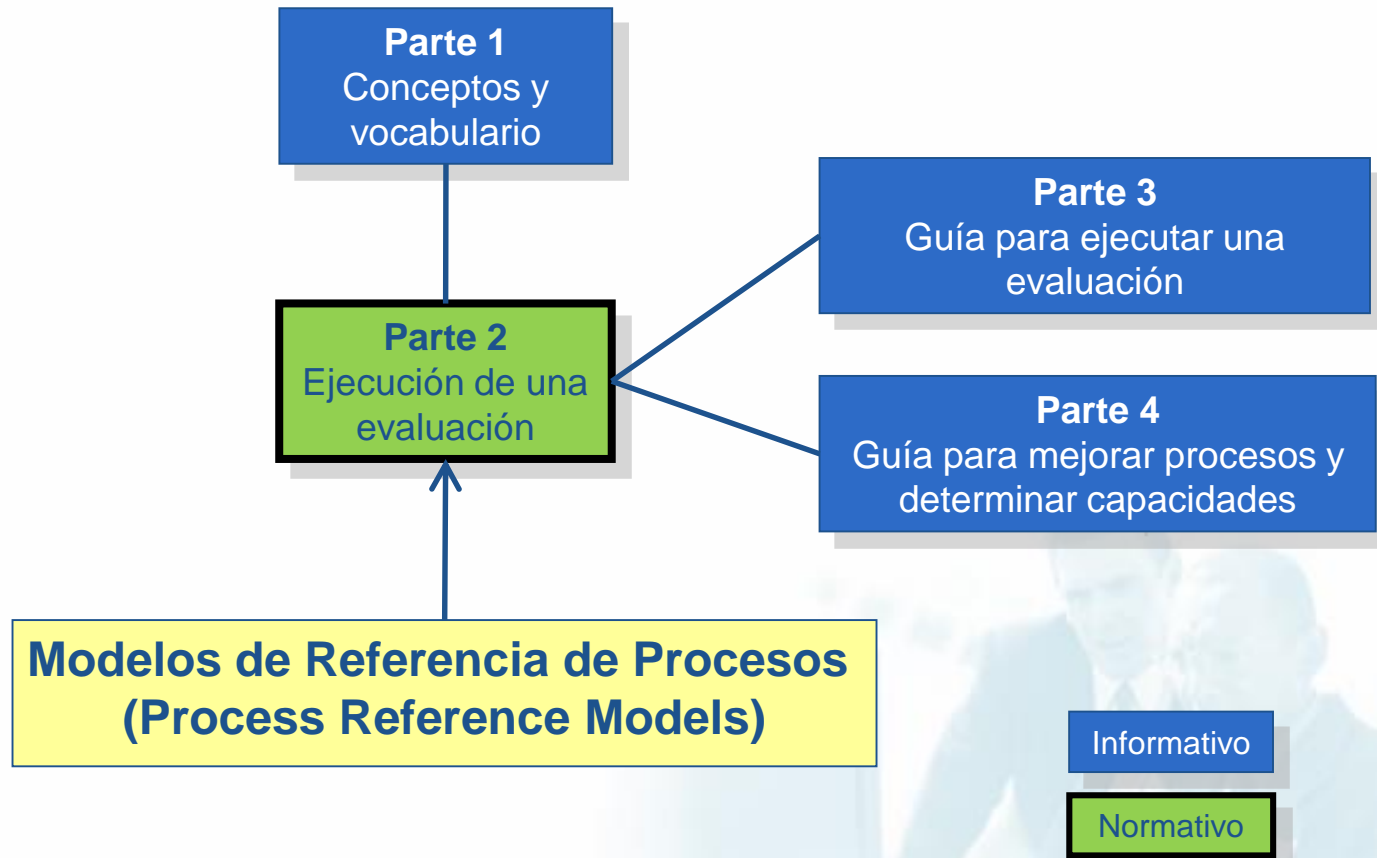 Parte 1
Conceptos y
vocabulario
Parte 2
Ejecución de una
evaluación
Parte 3
Guía para ejecutar una
evaluación
Parte 4
Guía para mejorar procesos y
determinar capacidades
Modelos de Referencia de Procesos
(Process Reference Models)
Informativo
Normativo